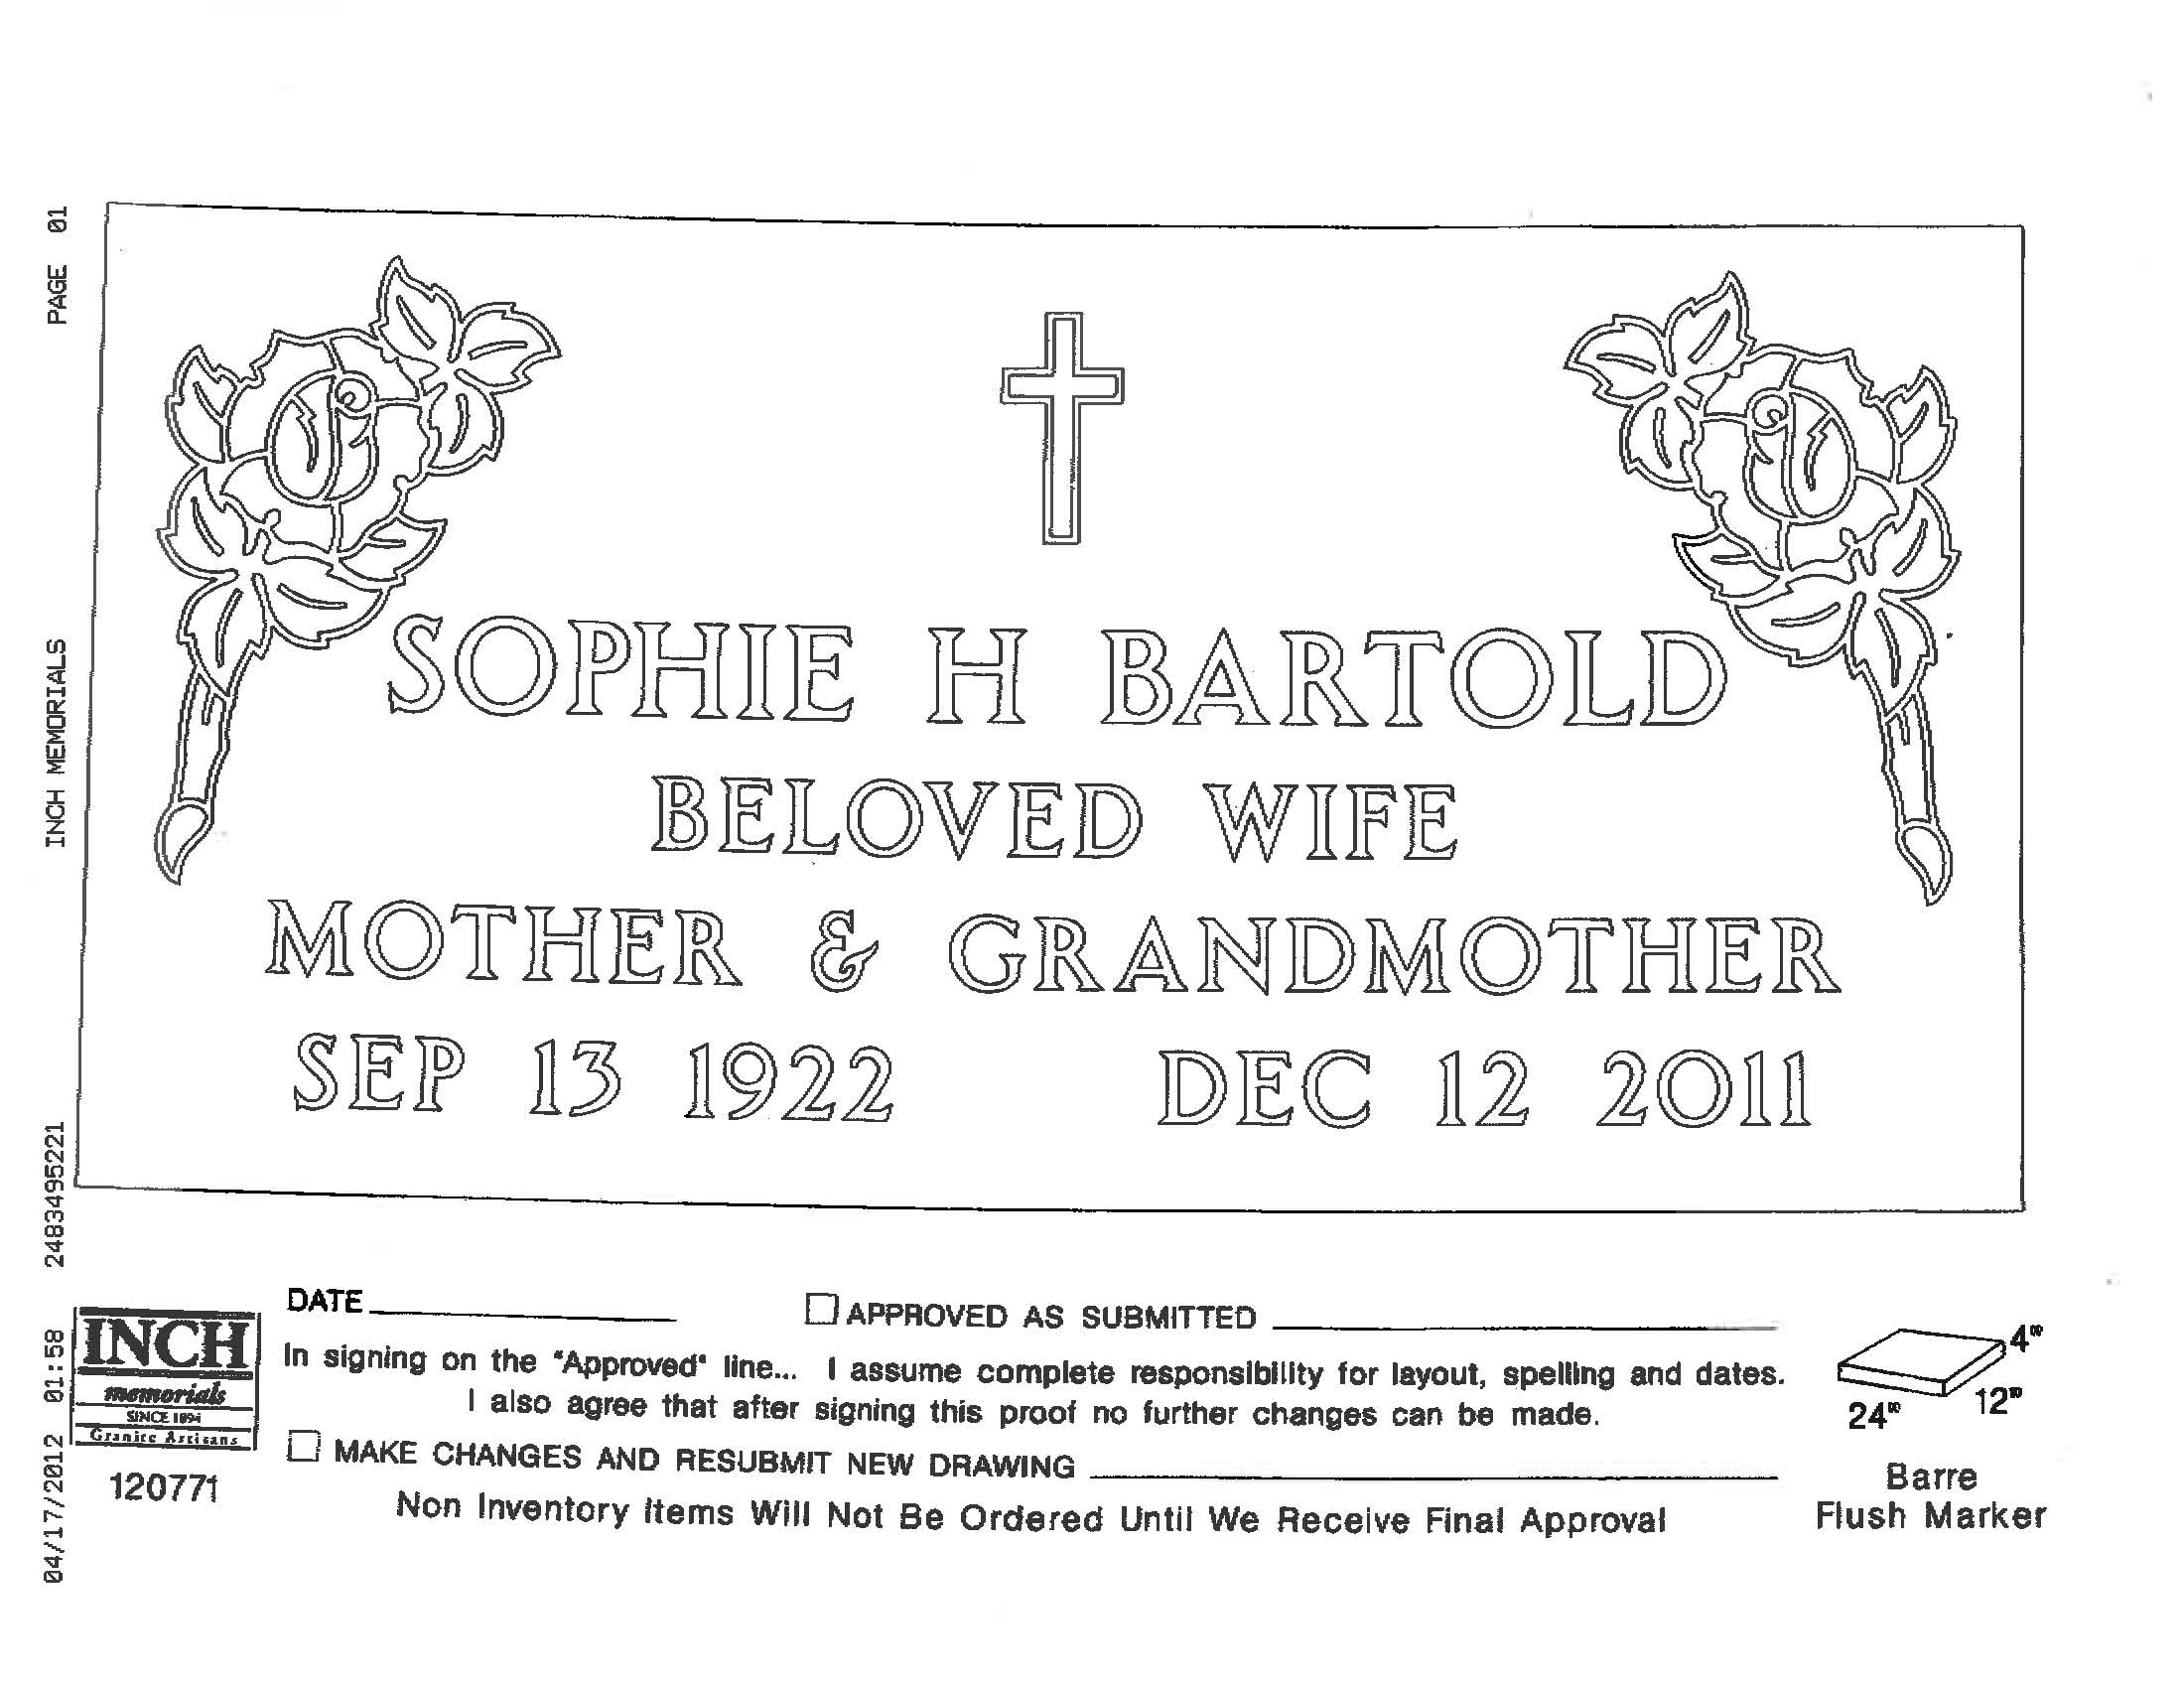 04/17/2012 01:58 2483495221 INCH MEMORIALS PAGE 01
SOPHIE H BARTOLD
BELOVED WIFE
MOTHER & GRANDMOTHER
SEP 13 1922 DEC 12 2011
DATE
APPROVED AS SUBMITTED
In signing on the "Approved" line... I assume complete responsibility for layout, spelling and dates.
I also agree that after signing this proof no further changes can be made.
MAKE CHANGES AND RESUBMIT NEW DRAWING
Non Inventory Items Will Not Be Ordered Until We Receive Final Approval
INCH
memorials
SINCE 1894
Granite Artisans
120771
4"
12"
24"
Barre
Flush Marker